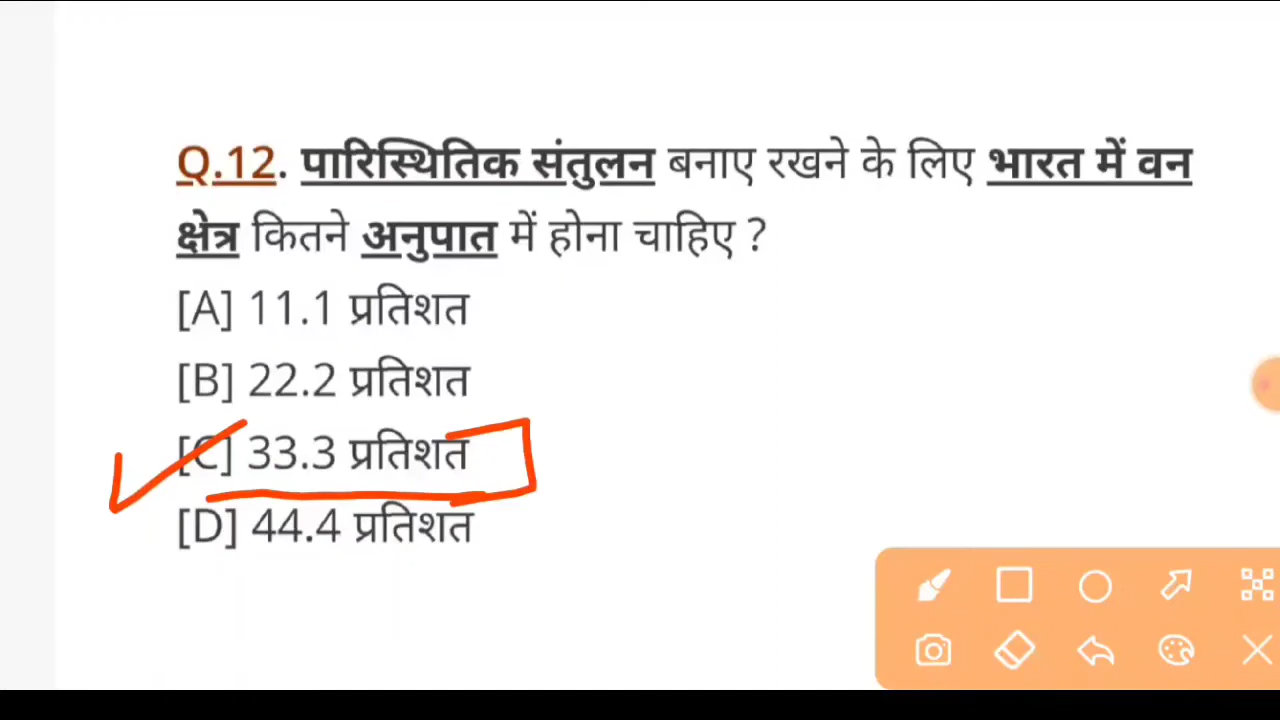 Q.12. पारिस्थितिक संतुलन बनाए रखने के लिए भारत में वन
क्षेत्र कितने अनुपात में होना चाहिए ?
[A] 11.1 प्रतिशत
[B] 22.2 प्रतिशत
[C] 33.3 प्रतिशत
[D] 44.4 प्रतिशत